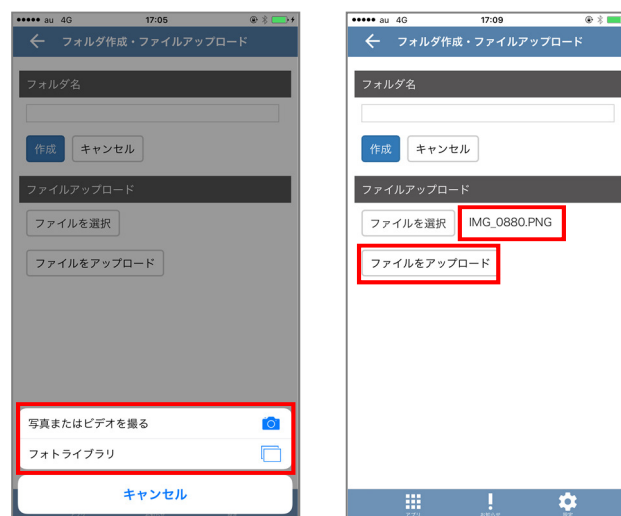 au 4G 17:05
フォルダ作成・ファイルアップロード
フォルダ名
作成 キャンセル
ファイルアップロード
ファイルを選択
ファイルをアップロード
写真またはビデオを撮る
フォトライブラリ
キャンセル
au 4G 17:09
フォルダ作成・ファイルアップロード
フォルダ名
作成 キャンセル
ファイルアップロード
ファイルを選択 IMG_0880.PNG
ファイルをアップロード